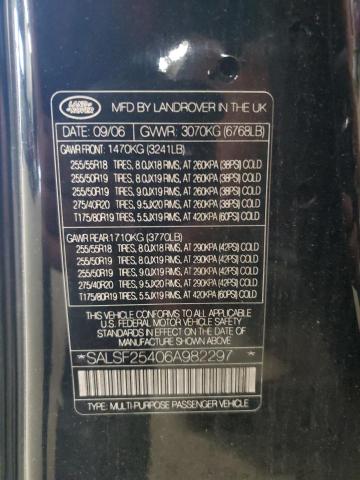 LAND-
ROVER
MFD BY LANDROVER IN THE UK
DATE: 09/06 GVWR: 3070KG (6768LB)
GAWR FRONT: 1470KG (3241LB)
255/55R18 TIRES, 8.0JX18 RIMS, AT 260KPA (38PSI) COLD
255/50R19 TIRES, 8.0JX19 RIMS, AT 260KPA (38PSI) COLD
255/50R19 TIRES, 9.0JX19 RIMS, AT 260KPA (38PSI) COLD
275/40R20 TIRES, 9.5JX20 RIMS, AT 260KPA (38PSI) COLD
T175/80R19 TIRES, 5.5JX19 RIMS, AT 420KPA (60PSI) COLD
GAWR REAR: 1710KG (3770LB)
255/55R18 TIRES, 8.0JX18 RIMS, AT 290KPA (42PSI) COLD
255/50R19 TIRES, 8.0JX19 RIMS, AT 290KPA (42PSI) COLD
255/50R19 TIRES, 9.0JX19 RIMS, AT 290KPA (42PSI) COLD
275/40R20 TIRES, 9.5JX20 RIMS, AT 290KPA (42PSI) COLD
T175/80R19 TIRES, 5.5JX19 RIMS, AT 420KPA (60PSI) COLD
THIS VEHICLE CONFORMS TO ALL APPLICABLE
U.S. FEDERAL MOTOR VEHICLE SAFETY STANDARDS
IN EFFECT ON THE DATE OF MANUFACTURE SHOWN ABOVE
*SALSF25406A982297*
TYPE: MULTI-PURPOSE PASSENGER VEHICLE